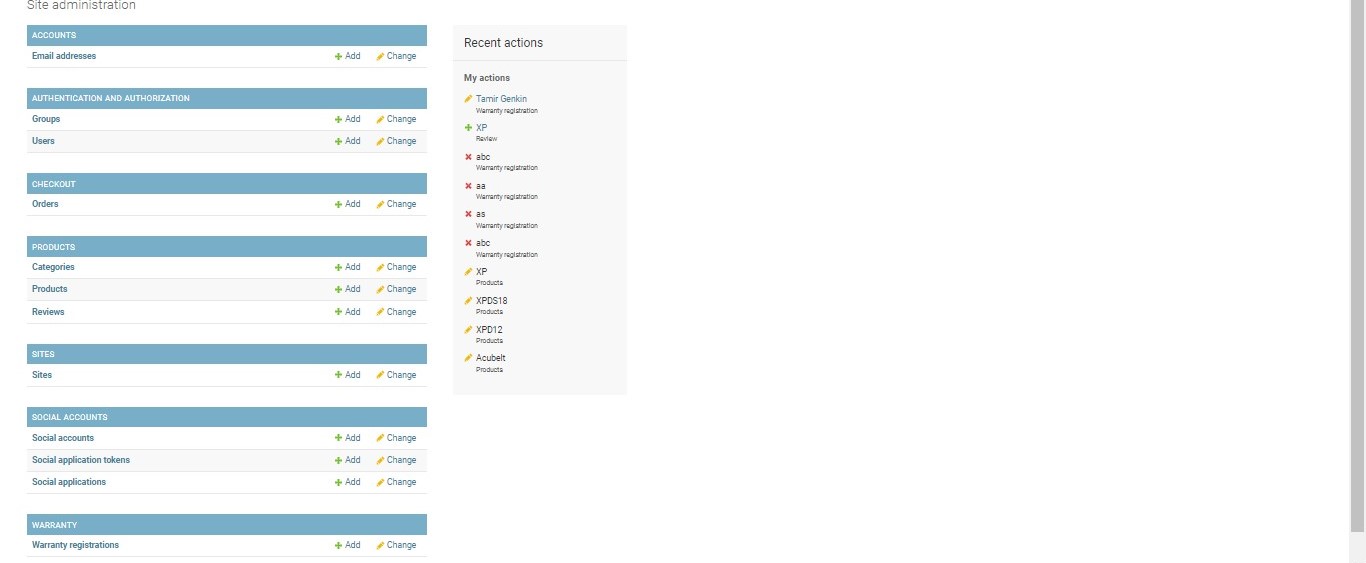 Site administration
ACCOUNTS
Email addresses Add Change
AUTHENTICATION AND AUTHORIZATION
Groups Add Change
Users Add Change
CHECKOUT
Orders Add Change
PRODUCTS
Categories Add Change
Products Add Change
Reviews Add Change
SITES
Sites Add Change
SOCIAL ACCOUNTS
Social accounts Add Change
Social application tokens Add Change
Social applications Add Change
WARRANTY
Warranty registrations Add Change
Recent actions
My actions
Tamir Genkin
Warranty registration
XP
Review
abc
Warranty registration
aa
Warranty registration
as
Warranty registration
abc
Warranty registration
XP
Products
XPDS18
Products
XPD12
Products
Acubelt
Products